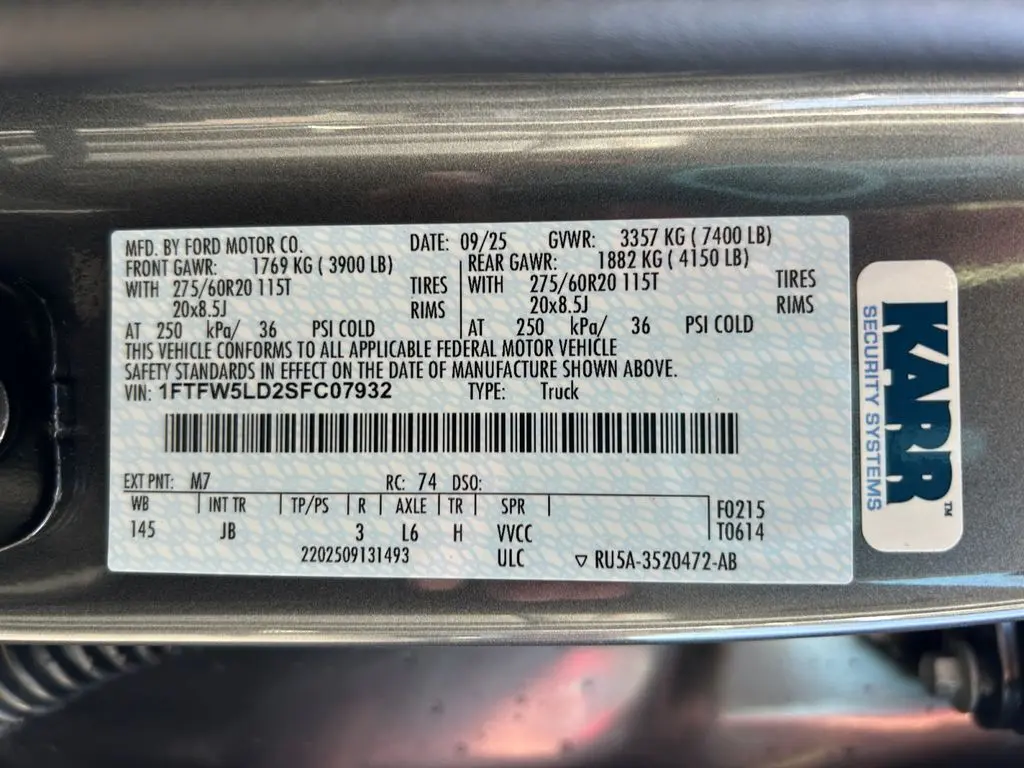 MFD. BY FORD MOTOR CO. DATE: 09/25 GVWR: 3357 KG ( 7400 LB)
FRONT GAWR: 1769 KG ( 3900 LB) REAR GAWR: 1882 KG ( 4150 LB)
WITH 275/60R20 115T TIRES WITH 275/60R20 115T TIRES
20x8.5J RIMS 20x8.5J RIMS
AT 250 kPa/ 36 PSI COLD AT 250 kPa/ 36 PSI COLD
THIS VEHICLE CONFORMS TO ALL APPLICABLE FEDERAL MOTOR VEHICLE
SAFETY STANDARDS IN EFFECT ON THE DATE OF MANUFACTURE SHOWN ABOVE.
VIN: 1FTFW5LD2SFC07932 TYPE: Truck
EXT PNT: M7 RC: 74 DSO:
WB INT TR TP/PS R AXLE TR SPR F0215
145 JB 3 L6 H VVCC T0614
2202509131493 ULC ▽ RU5A-3520472-AB
KARR™
SECURITY SYSTEMS